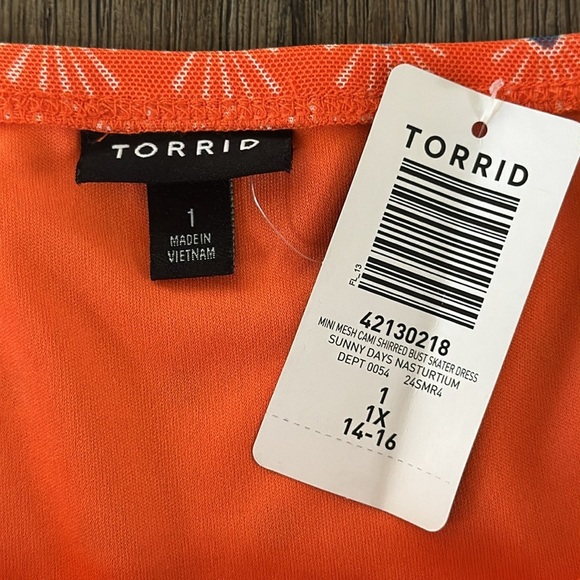 TORRID
1
MADE IN
VIETNAM
TORRID
FL_13
42130218
MINI MESH CAMI SHIRRED BUST SKATER DRESS
SUNNY DAYS NASTURTIUM
DEPT 0054 24SMR4
1
1X
14-16